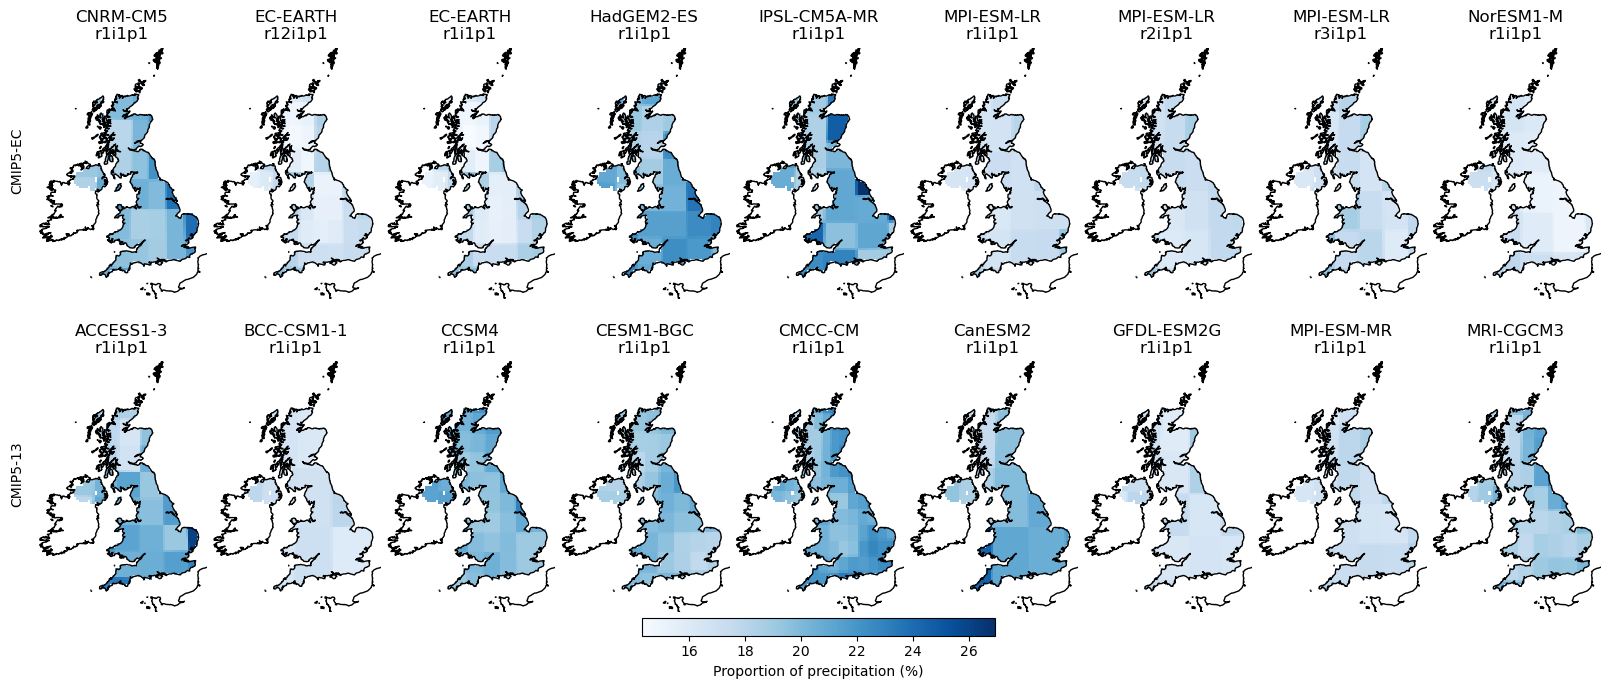 CNRM-CM5
r1i1p1
EC-EARTH
r12i1p1
EC-EARTH
r1i1p1
HadGEM2-ES
r1i1p1
IPSL-CM5A-MR
r1i1p1
MPI-ESM-LR
r1i1p1
MPI-ESM-LR
r2i1p1
MPI-ESM-LR
r3i1p1
NorESM1-M
r1i1p1
CMIP5-EC
ACCESS1-3
r1i1p1
BCC-CSM1-1
r1i1p1
CCSM4
r1i1p1
CESM1-BGC
r1i1p1
CMCC-CM
r1i1p1
CanESM2
r1i1p1
GFDL-ESM2G
r1i1p1
MPI-ESM-MR
r1i1p1
MRI-CGCM3
r1i1p1
CMIP5-13
16 18 20 22 24 26
Proportion of precipitation (%)